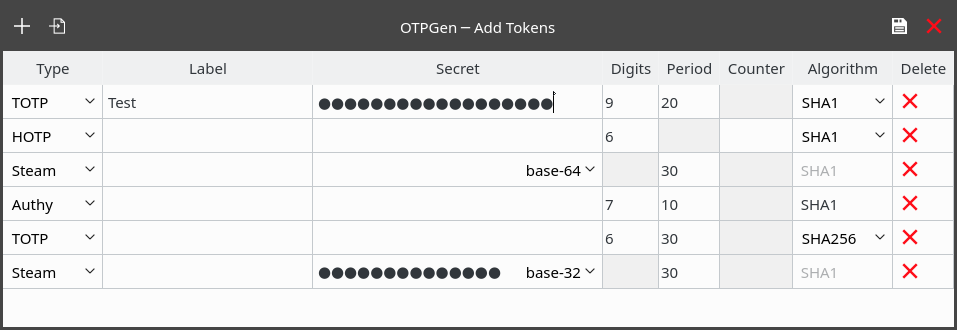 OTPGen — Add Tokens
Type Label Secret Digits Period Counter Algorithm Delete
TOTP Test ●●●●●●●●●●●●●●●●●● 9 20 SHA1
HOTP 6 SHA1
Steam base-64 30 SHA1
Authy 7 10 SHA1
TOTP 6 30 SHA256
Steam ●●●●●●●●●●●●●● base-32 30 SHA1